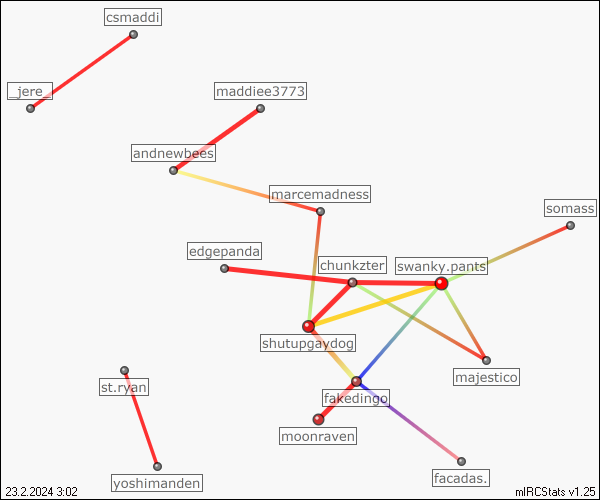 csmaddi
_jere_
maddiee3773
andnewbees
marcemadness
somass
edgepanda
chunkzter
swanky.pants
shutupgaydog
majestico
st.ryan
fakedingo
moonraven
yoshimanden
facadas.
23.2.2024 3:02
mIRCStats v1.25